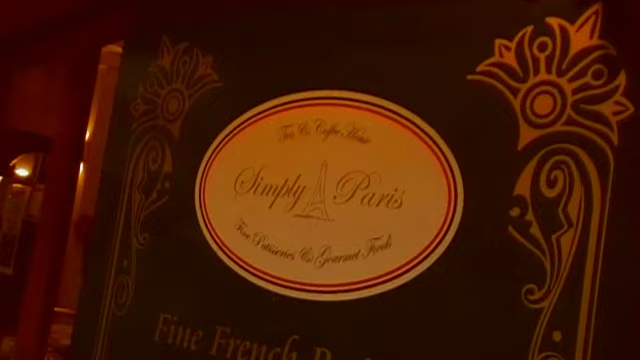 Tea & Coffee House
Simply Paris
Fine Patisseries & Gourmet Foods
Fine French